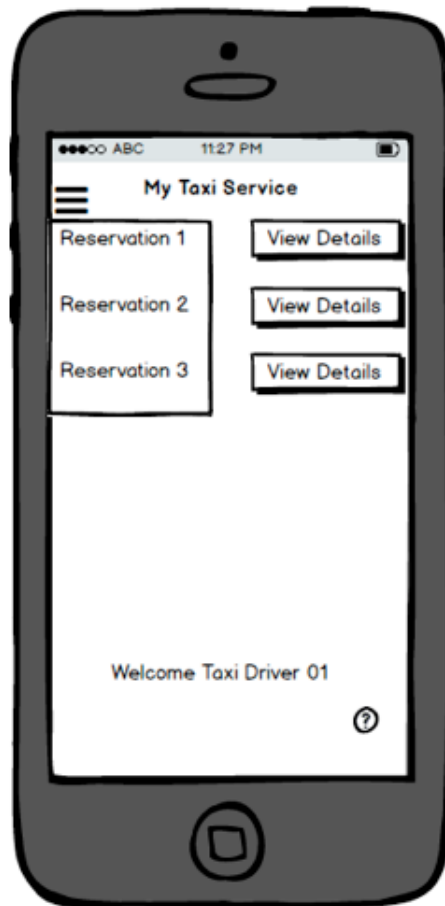 ABC 11:27 PM
My Taxi Service
Reservation 1 View Details
Reservation 2 View Details
Reservation 3 View Details
Welcome Taxi Driver 01
?